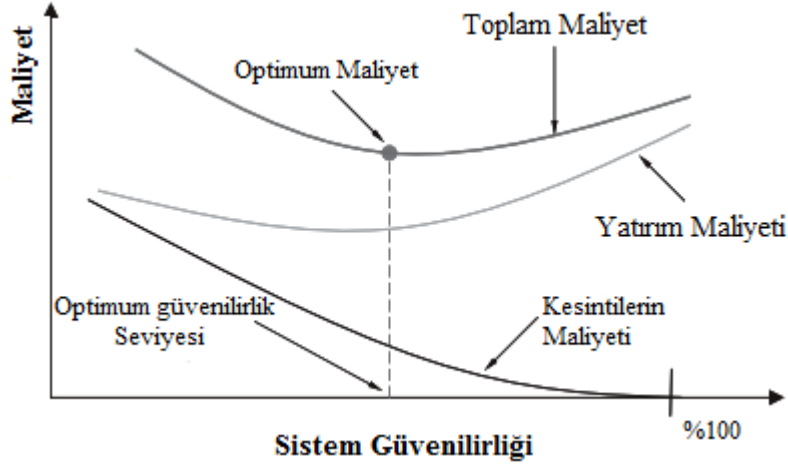 Toplam Maliyet
Optimum Maliyet
Maliyet
Yatırım Maliyeti
Optimum güvenilirlik
Seviyesi
Kesintilerin
Maliyeti
%100
Sistem Güvenilirliği